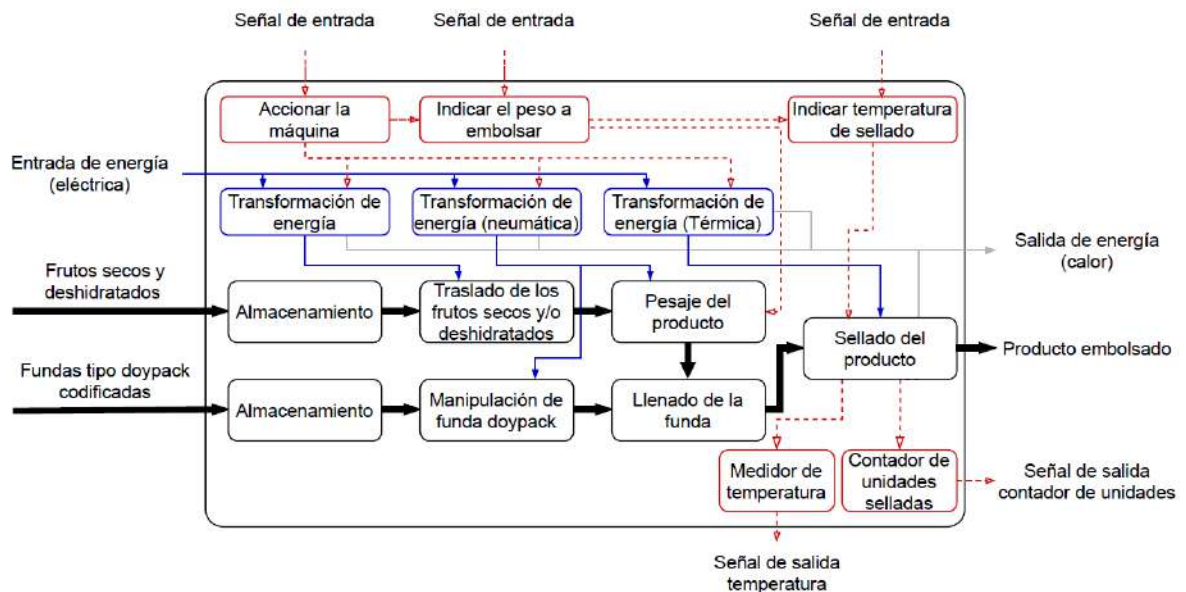 Señal de entrada
Señal de entrada
Señal de entrada
Accionar la
máquina
Indicar el peso a
embolsar
Indicar temperatura
de sellado
Entrada de energía
(eléctrica)
Transformación de
energía
Transformación de
energía (neumática)
Transformación de
energía (Térmica)
Salida de energía
(calor)
Frutos secos y
deshidratados
Almacenamiento
Traslado de los
frutos secos y/o
deshidratados
Pesaje del
producto
Sellado del
producto
Producto embolsado
Fundas tipo doypack
codificadas
Almacenamiento
Manipulación de
funda doypack
Llenado de la
funda
Medidor de
temperatura
Contador de
unidades
selladas
Señal de salida
contador de unidades
Señal de salida
temperatura